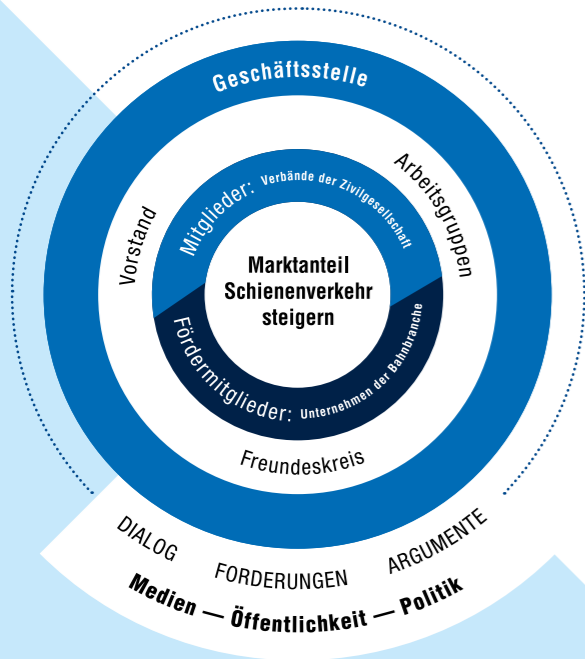 Geschäftsstelle
Vorstand
Arbeitsgruppen
Mitglieder: Verbände der Zivilgesellschaft
Marktanteil
Schienenverkehr
steigern
Fördermitglieder: Unternehmen der Bahnbranche
Freundeskreis
DIALOG
FORDERUNGEN
ARGUMENTE
Medien — Öffentlichkeit — Politik